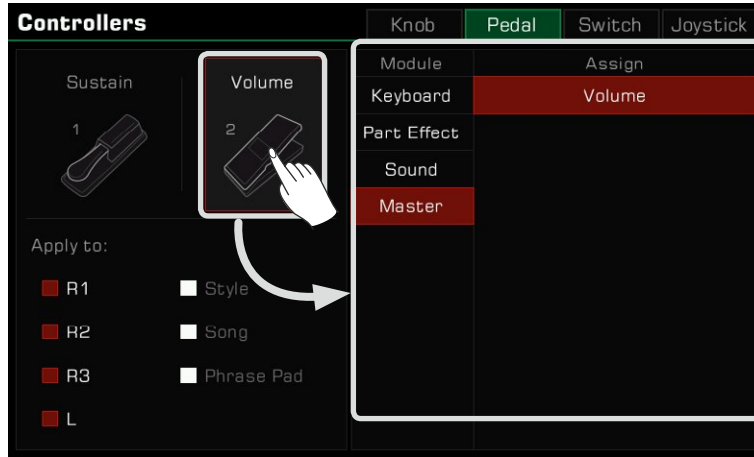 Controllers
Knob Pedal Switch Joystick
Sustain Volume
1 2
Apply to:
R1 Style
R2 Song
R3 Phrase Pad
L
Module Assign
Keyboard Volume
Part Effect
Sound
Master